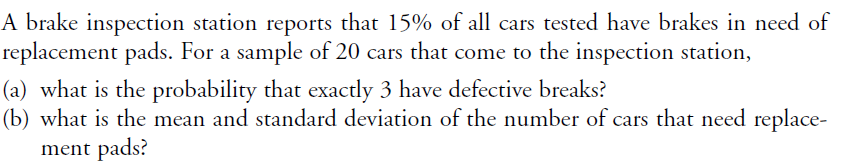 A brake inspection station reports that 15% of all cars tested have brakes in need of
replacement pads. For a sample of 20 cars that come to the inspection station,
(a) what is the probability that exactly 3 have defective breaks?
(b) what is the mean and standard deviation of the number of cars that need replace-
ment pads?